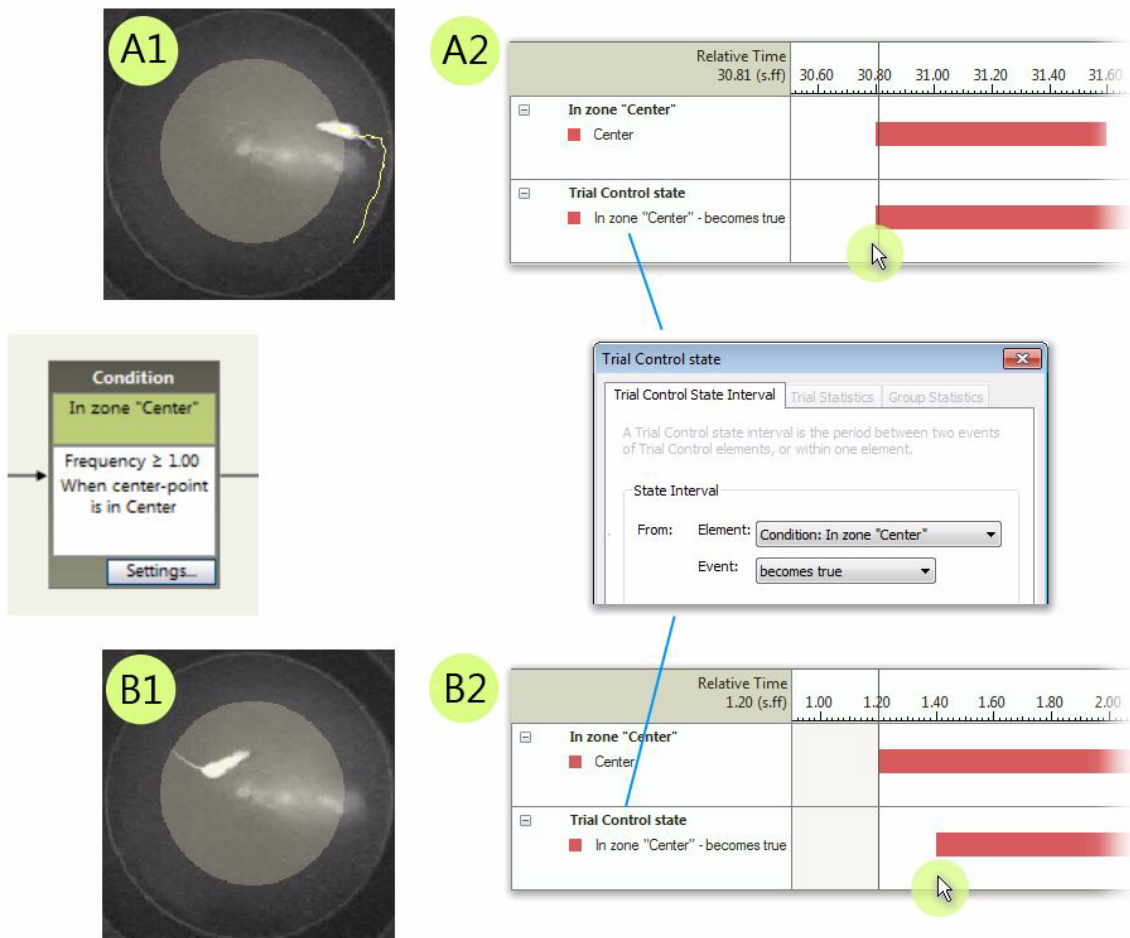 A1
A2
Relative Time
30.81 (s.ff)
30.60 30.80 31.00 31.20 31.40 31.60
In zone "Center"
Center
Trial Control state
In zone "Center" - becomes true
Condition
In zone "Center"
Frequency ≥ 1.00
When center-point
is in Center
Settings...
Trial Control state
Trial Control State Interval Trial Statistics Group Statistics
A Trial Control state interval is the period between two events
of Trial Control elements, or within one element.
State Interval
From: Element: Condition: In zone "Center"
Event: becomes true
B1
B2
Relative Time
1.20 (s.ff)
1.00 1.20 1.40 1.60 1.80 2.00
In zone "Center"
Center
Trial Control state
In zone "Center" - becomes true